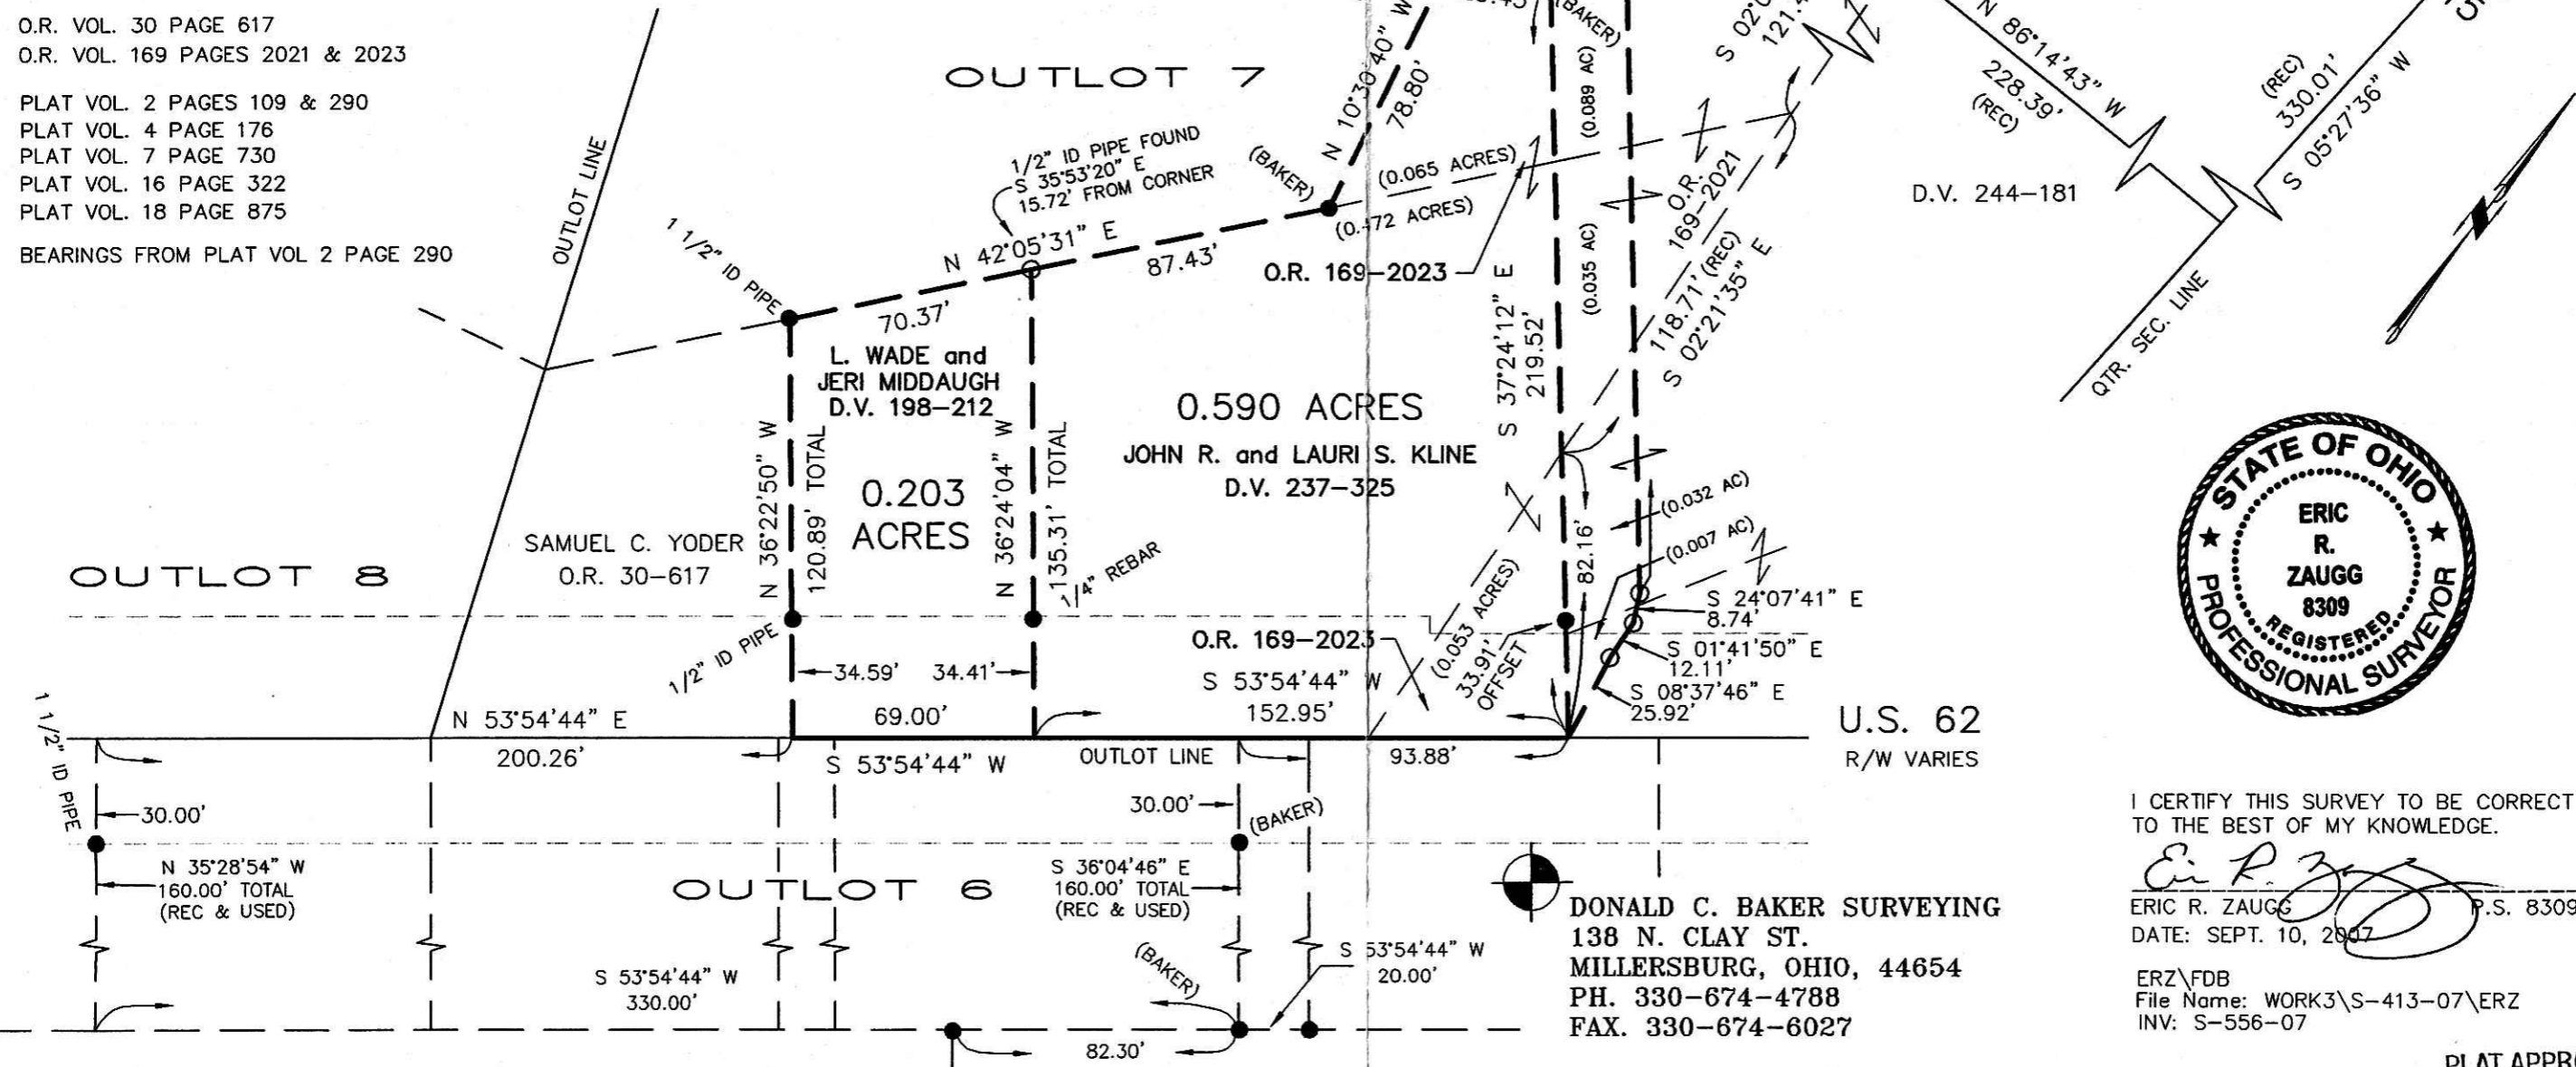 O.R. VOL. 30 PAGE 617
O.R. VOL. 169 PAGES 2021 & 2023
PLAT VOL. 2 PAGES 109 & 290
PLAT VOL. 4 PAGE 176
PLAT VOL. 7 PAGE 730
PLAT VOL. 16 PAGE 322
PLAT VOL. 18 PAGE 875
BEARINGS FROM PLAT VOL 2 PAGE 290
OUTLOT LINE
OUTLOT 7
1/2" ID PIPE FOUND
S 35°53'20" E
15.72' FROM CORNER
(BAKER)
N 10°30'40" W
78.80'
(BAKER)
(0.089 AC)
(0.065 ACRES)
O.R. 169-2023
(0.035 AC)
O.R.
169-2021
118.71' (REC)
S 02°21'35" E
N 86°14'43" W
228.39'
(REC)
(REC)
330.01'
S 05°27'36" W
D.V. 244-181
QTR. SEC. LINE
1 1/2" ID PIPE
N 42°05'31" E
70.37'
87.43'
L. WADE and
JERI MIDDAUGH
D.V. 198-212
0.203
ACRES
N 36°22'50" W
120.89' TOTAL
N 36°24'04" W
135.31' TOTAL
1/4" REBAR
0.590 ACRES
JOHN R. and LAURI S. KLINE
D.V. 237-325
S 37°24'12" E
219.52'
82.16'
(0.032 AC)
(0.007 AC)
S 24°07'41" E
8.74'
S 01°41'50" E
12.11'
S 08°37'46" E
25.92'
STATE OF OHIO
ERIC
R.
ZAUGG
8309
REGISTERED
PROFESSIONAL SURVEYOR
SAMUEL C. YODER
O.R. 30-617
OUTLOT 8
1/2" ID PIPE
34.59'
34.41'
69.00'
O.R. 169-2023
S 53°54'44" W
152.95'
(0.053 ACRES)
33.91'
OFFSET
1 1/2" ID PIPE
N 53°54'44" E
200.26'
S 53°54'44" W
OUTLOT LINE
93.88'
U.S. 62
R/W VARIES
30.00'
30.00'
(BAKER)
N 35°28'54" W
160.00' TOTAL
(REC & USED)
OUTLOT 6
S 36°04'46" E
160.00' TOTAL
(REC & USED)
S 53°54'44" W
330.00'
(BAKER)
S 53°54'44" W
20.00'
82.30'
DONALD C. BAKER SURVEYING
138 N. CLAY ST.
MILLERSBURG, OHIO, 44654
PH. 330-674-4788
FAX. 330-674-6027
I CERTIFY THIS SURVEY TO BE CORRECT
TO THE BEST OF MY KNOWLEDGE.
ERIC R. ZAUGG P.S. 8309
DATE: SEPT. 10, 2007
ERZ\FDB
File Name: WORK3\S-413-07\ERZ
INV: S-556-07